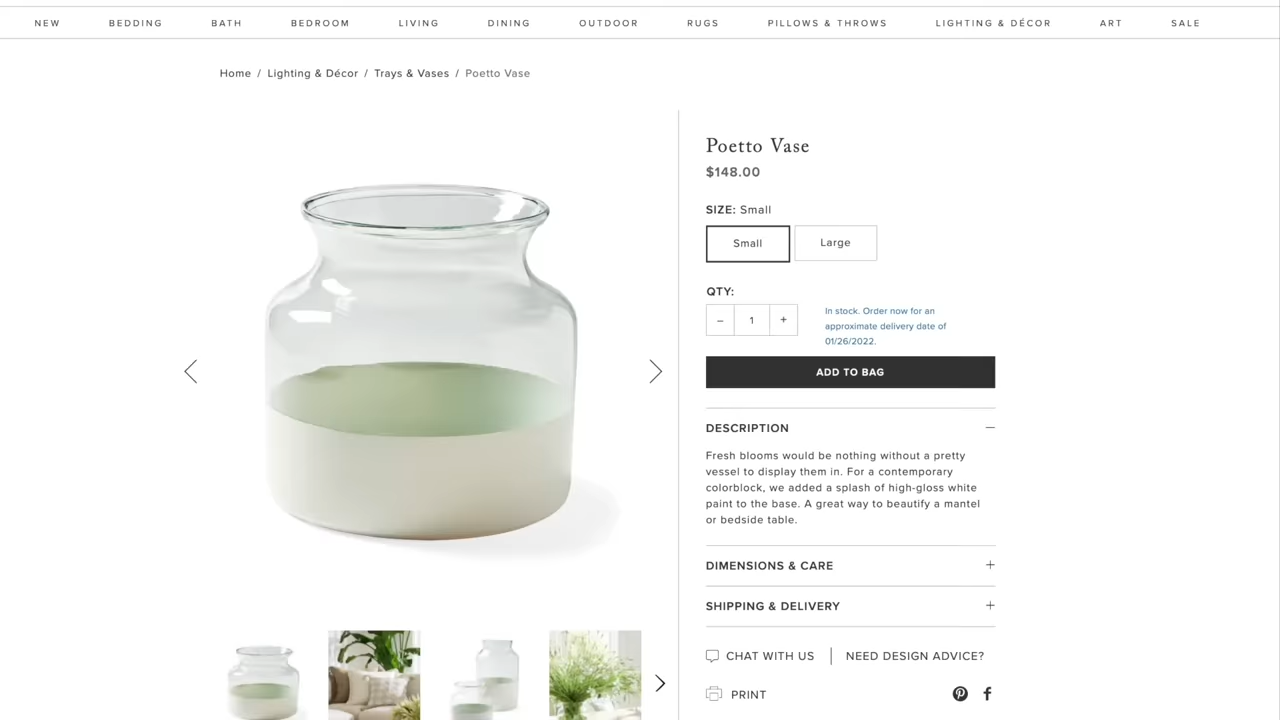 NEW BEDDING BATH BEDROOM LIVING DINING OUTDOOR RUGS PILLOWS & THROWS LIGHTING & DÉCOR ART SALE
Home / Lighting & Décor / Trays & Vases / Poetto Vase
Poetto Vase
$148.00
SIZE: Small
Small Large
QTY:
– 1 +
In stock. Order now for an
approximate delivery date of
01/26/2022.
ADD TO BAG
DESCRIPTION
Fresh blooms would be nothing without a pretty
vessel to display them in. For a contemporary
colorblock, we added a splash of high-gloss white
paint to the base. A great way to beautify a mantel
or bedside table.
DIMENSIONS & CARE
SHIPPING & DELIVERY
CHAT WITH US NEED DESIGN ADVICE?
PRINT